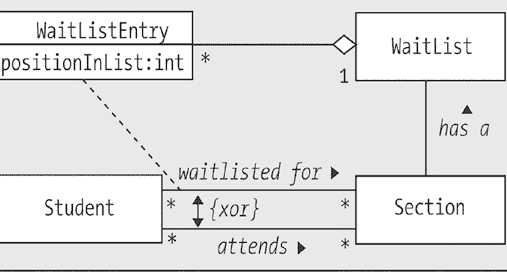 WaitListEntry
positionInList:int
*
1
WaitList
has a ▲
waitlisted for ▶
Student
* {xor} *
Section
* *
attends ▶